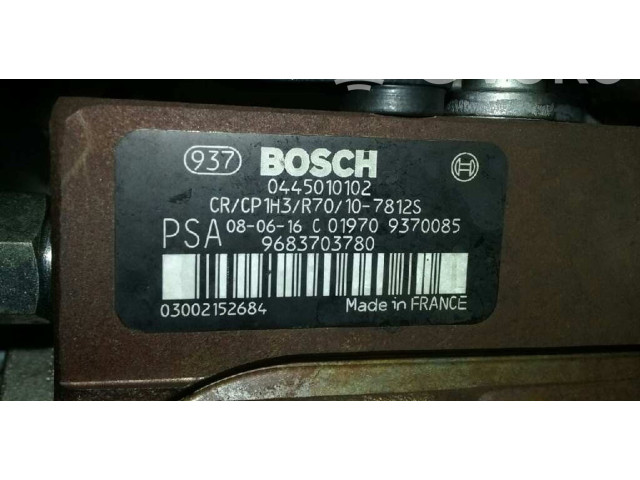 937 BOSCH
0445010102
CR/CP1H3/R70/10-7812S
PSA 08-06-16 C 01970 9370085
9683703780
03002152684 Made in FRANCE